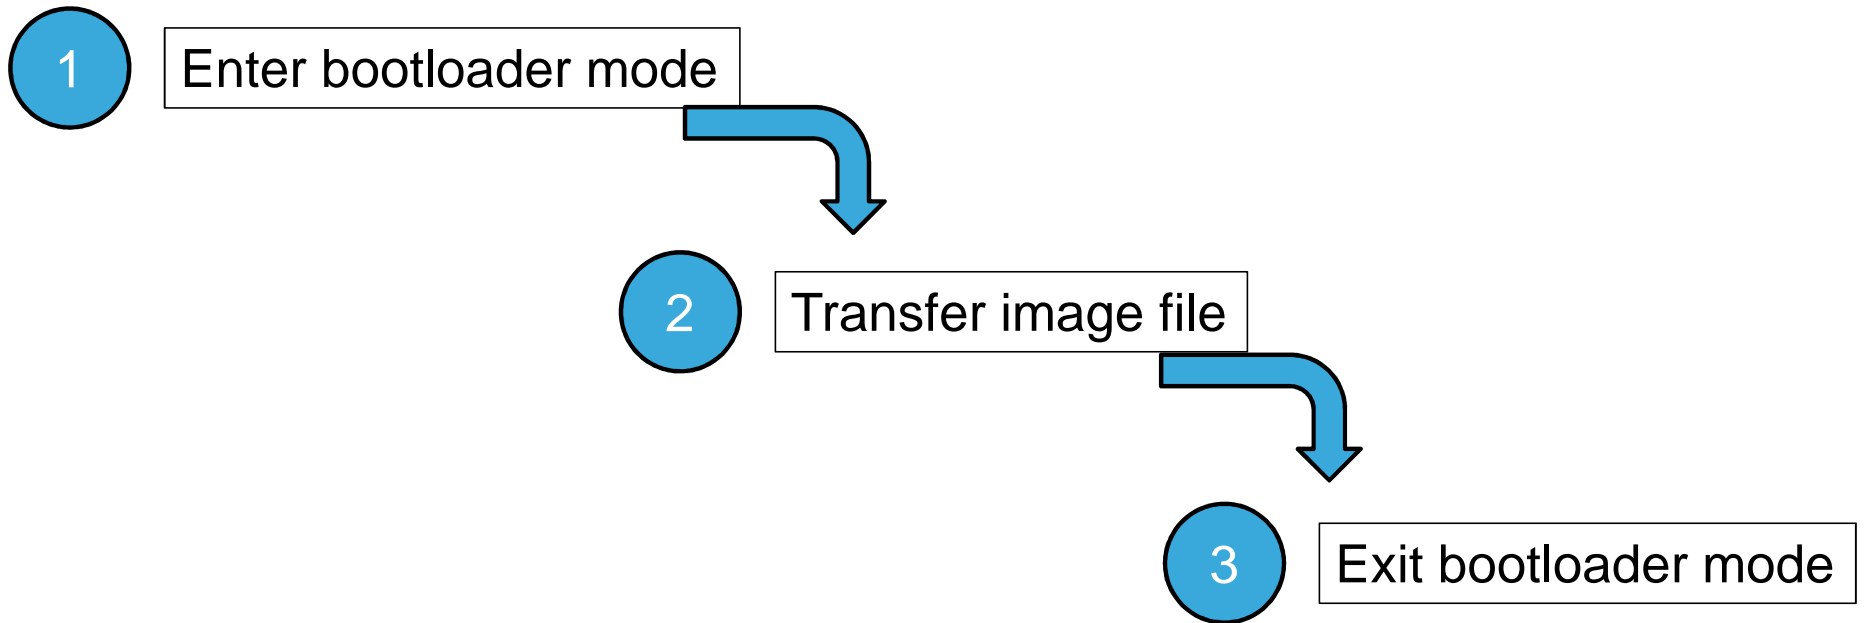 1
Enter bootloader mode
2
Transfer image file
3
Exit bootloader mode